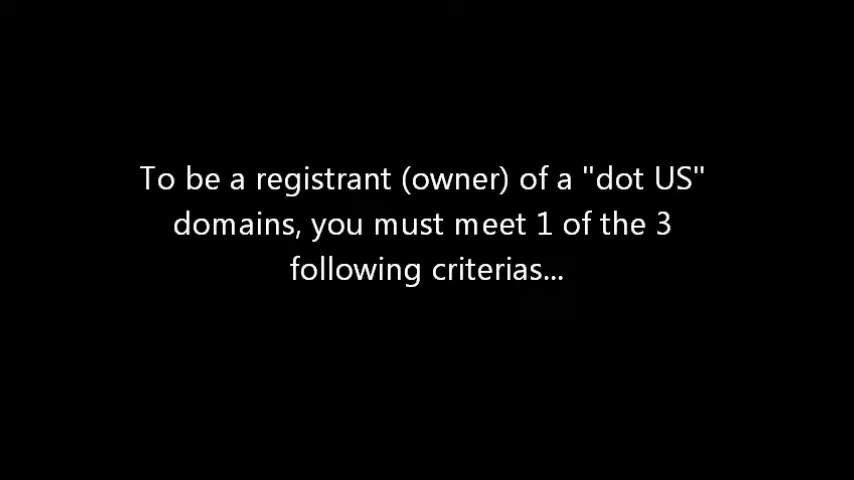 To be a registrant (owner) of a "dot US"
domains, you must meet 1 of the 3
following criterias...